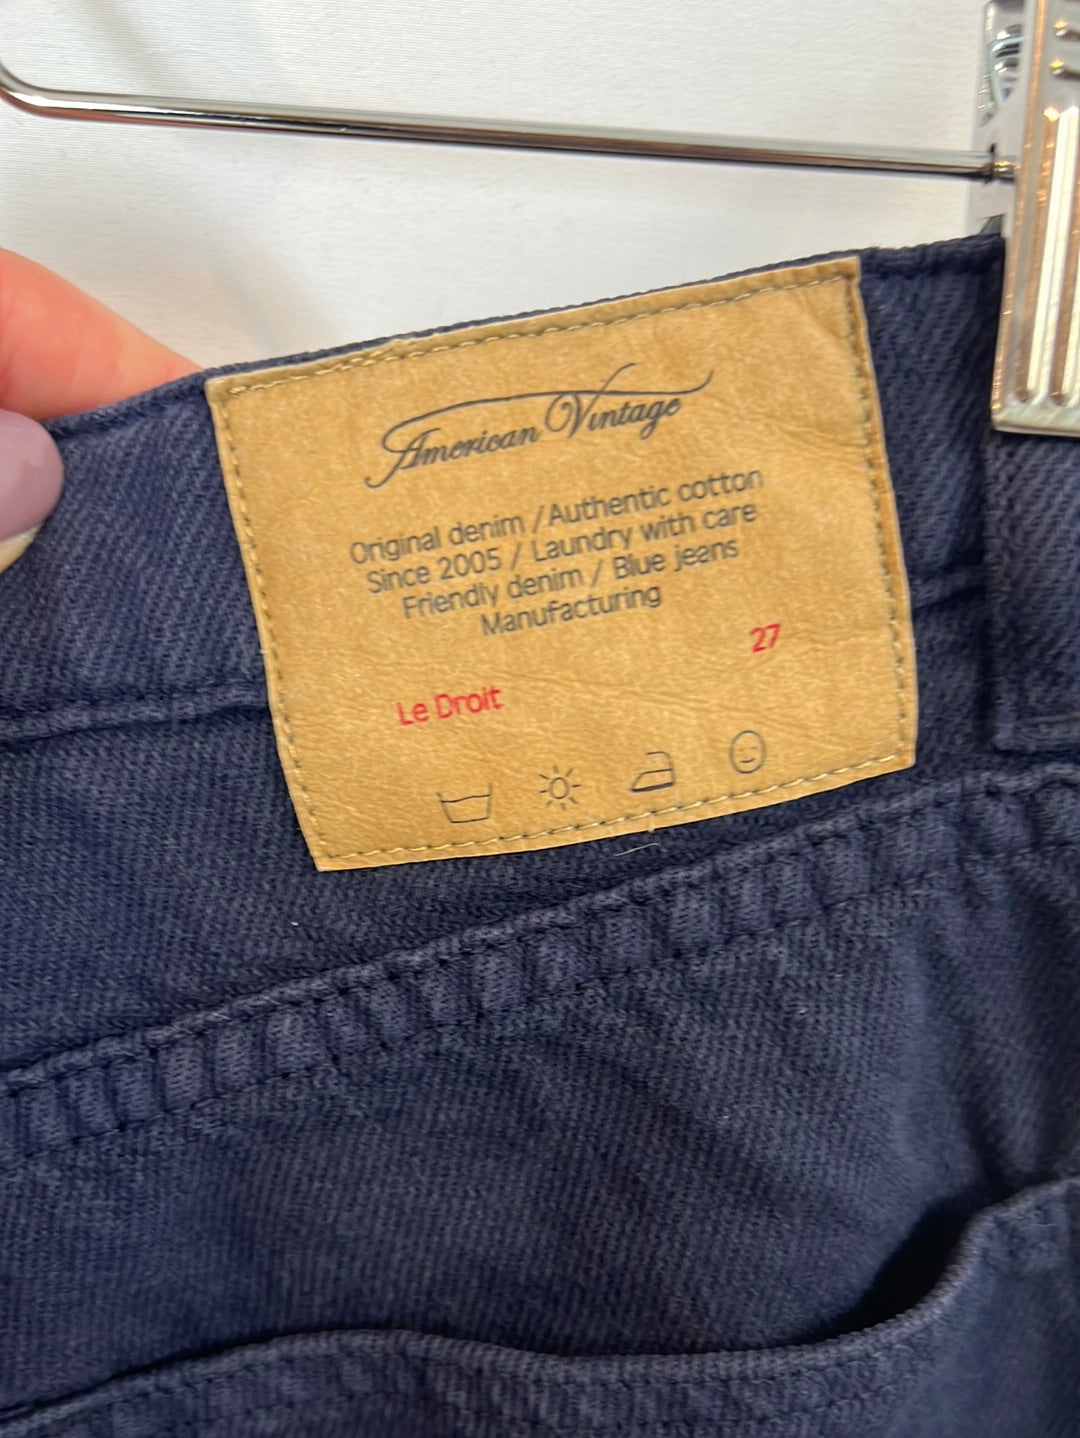 American Vintage
Original denim / Authentic cotton
Since 2005 / Laundry with care
Friendly denim / Blue jeans
Manufacturing
27
Le Droit